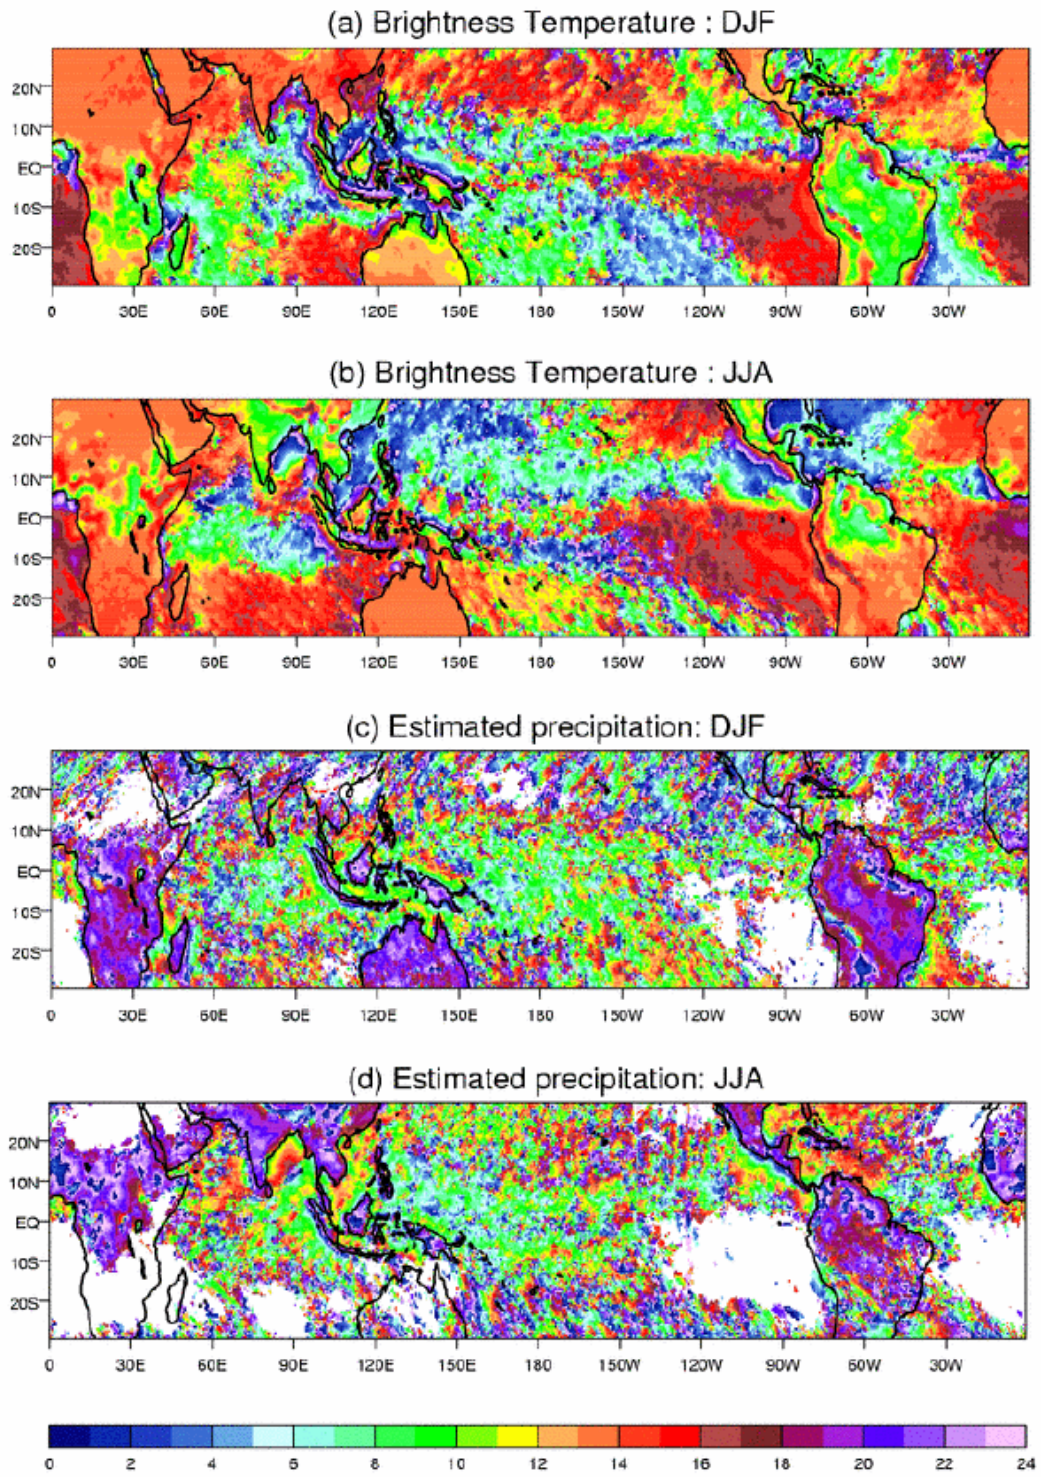 (a) Brightness Temperature : DJF
20N
10N
EQ
10S
20S
0 30E 60E 90E 120E 150E 180 150W 120W 90W 60W 30W
(b) Brightness Temperature : JJA
20N
10N
EQ
10S
20S
0 30E 60E 90E 120E 150E 180 150W 120W 90W 60W 30W
(c) Estimated precipitation: DJF
20N
10N
EQ
10S
20S
0 30E 60E 90E 120E 150E 180 150W 120W 90W 60W 30W
(d) Estimated precipitation: JJA
20N
10N
EQ
10S
20S
0 30E 60E 90E 120E 150E 180 150W 120W 90W 60W 30W
0 2 4 6 8 10 12 14 16 18 20 22 24